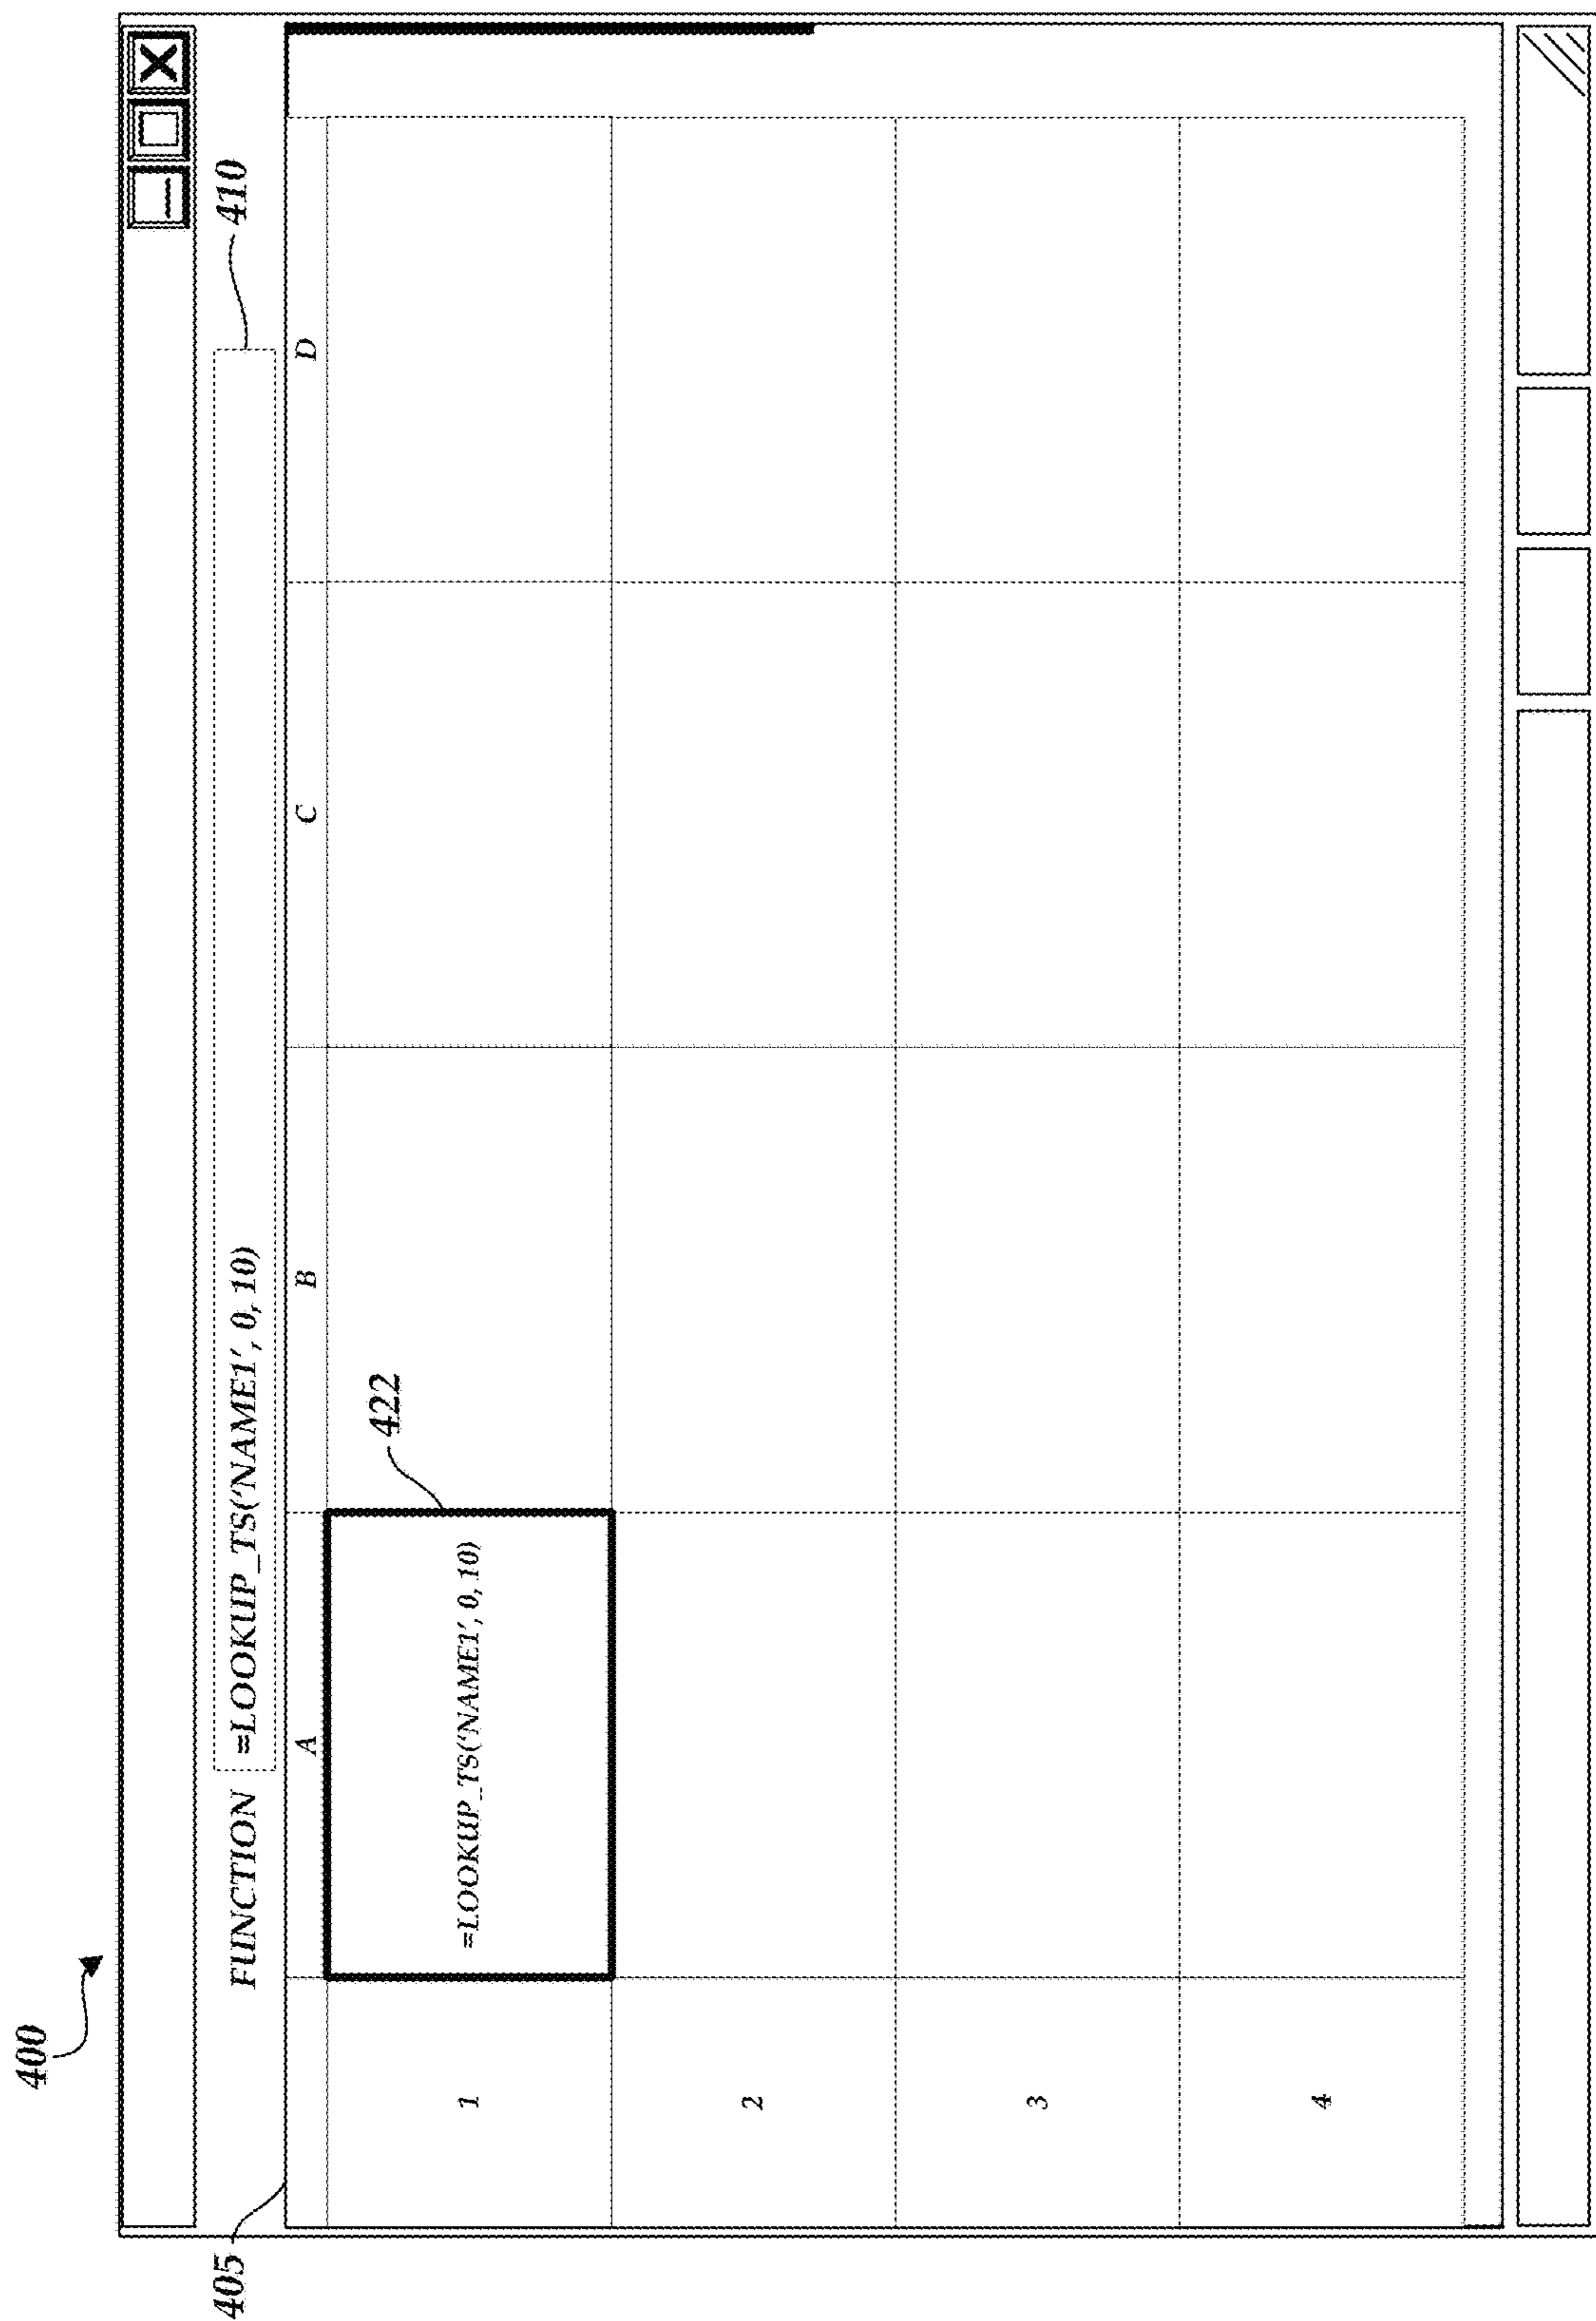 400
410
FUNCTION =LOOKUP_TS('NAME1', 0, 10)
405
A B C D
422
1 =LOOKUP_TS('NAME1', 0, 10)
2
3
4